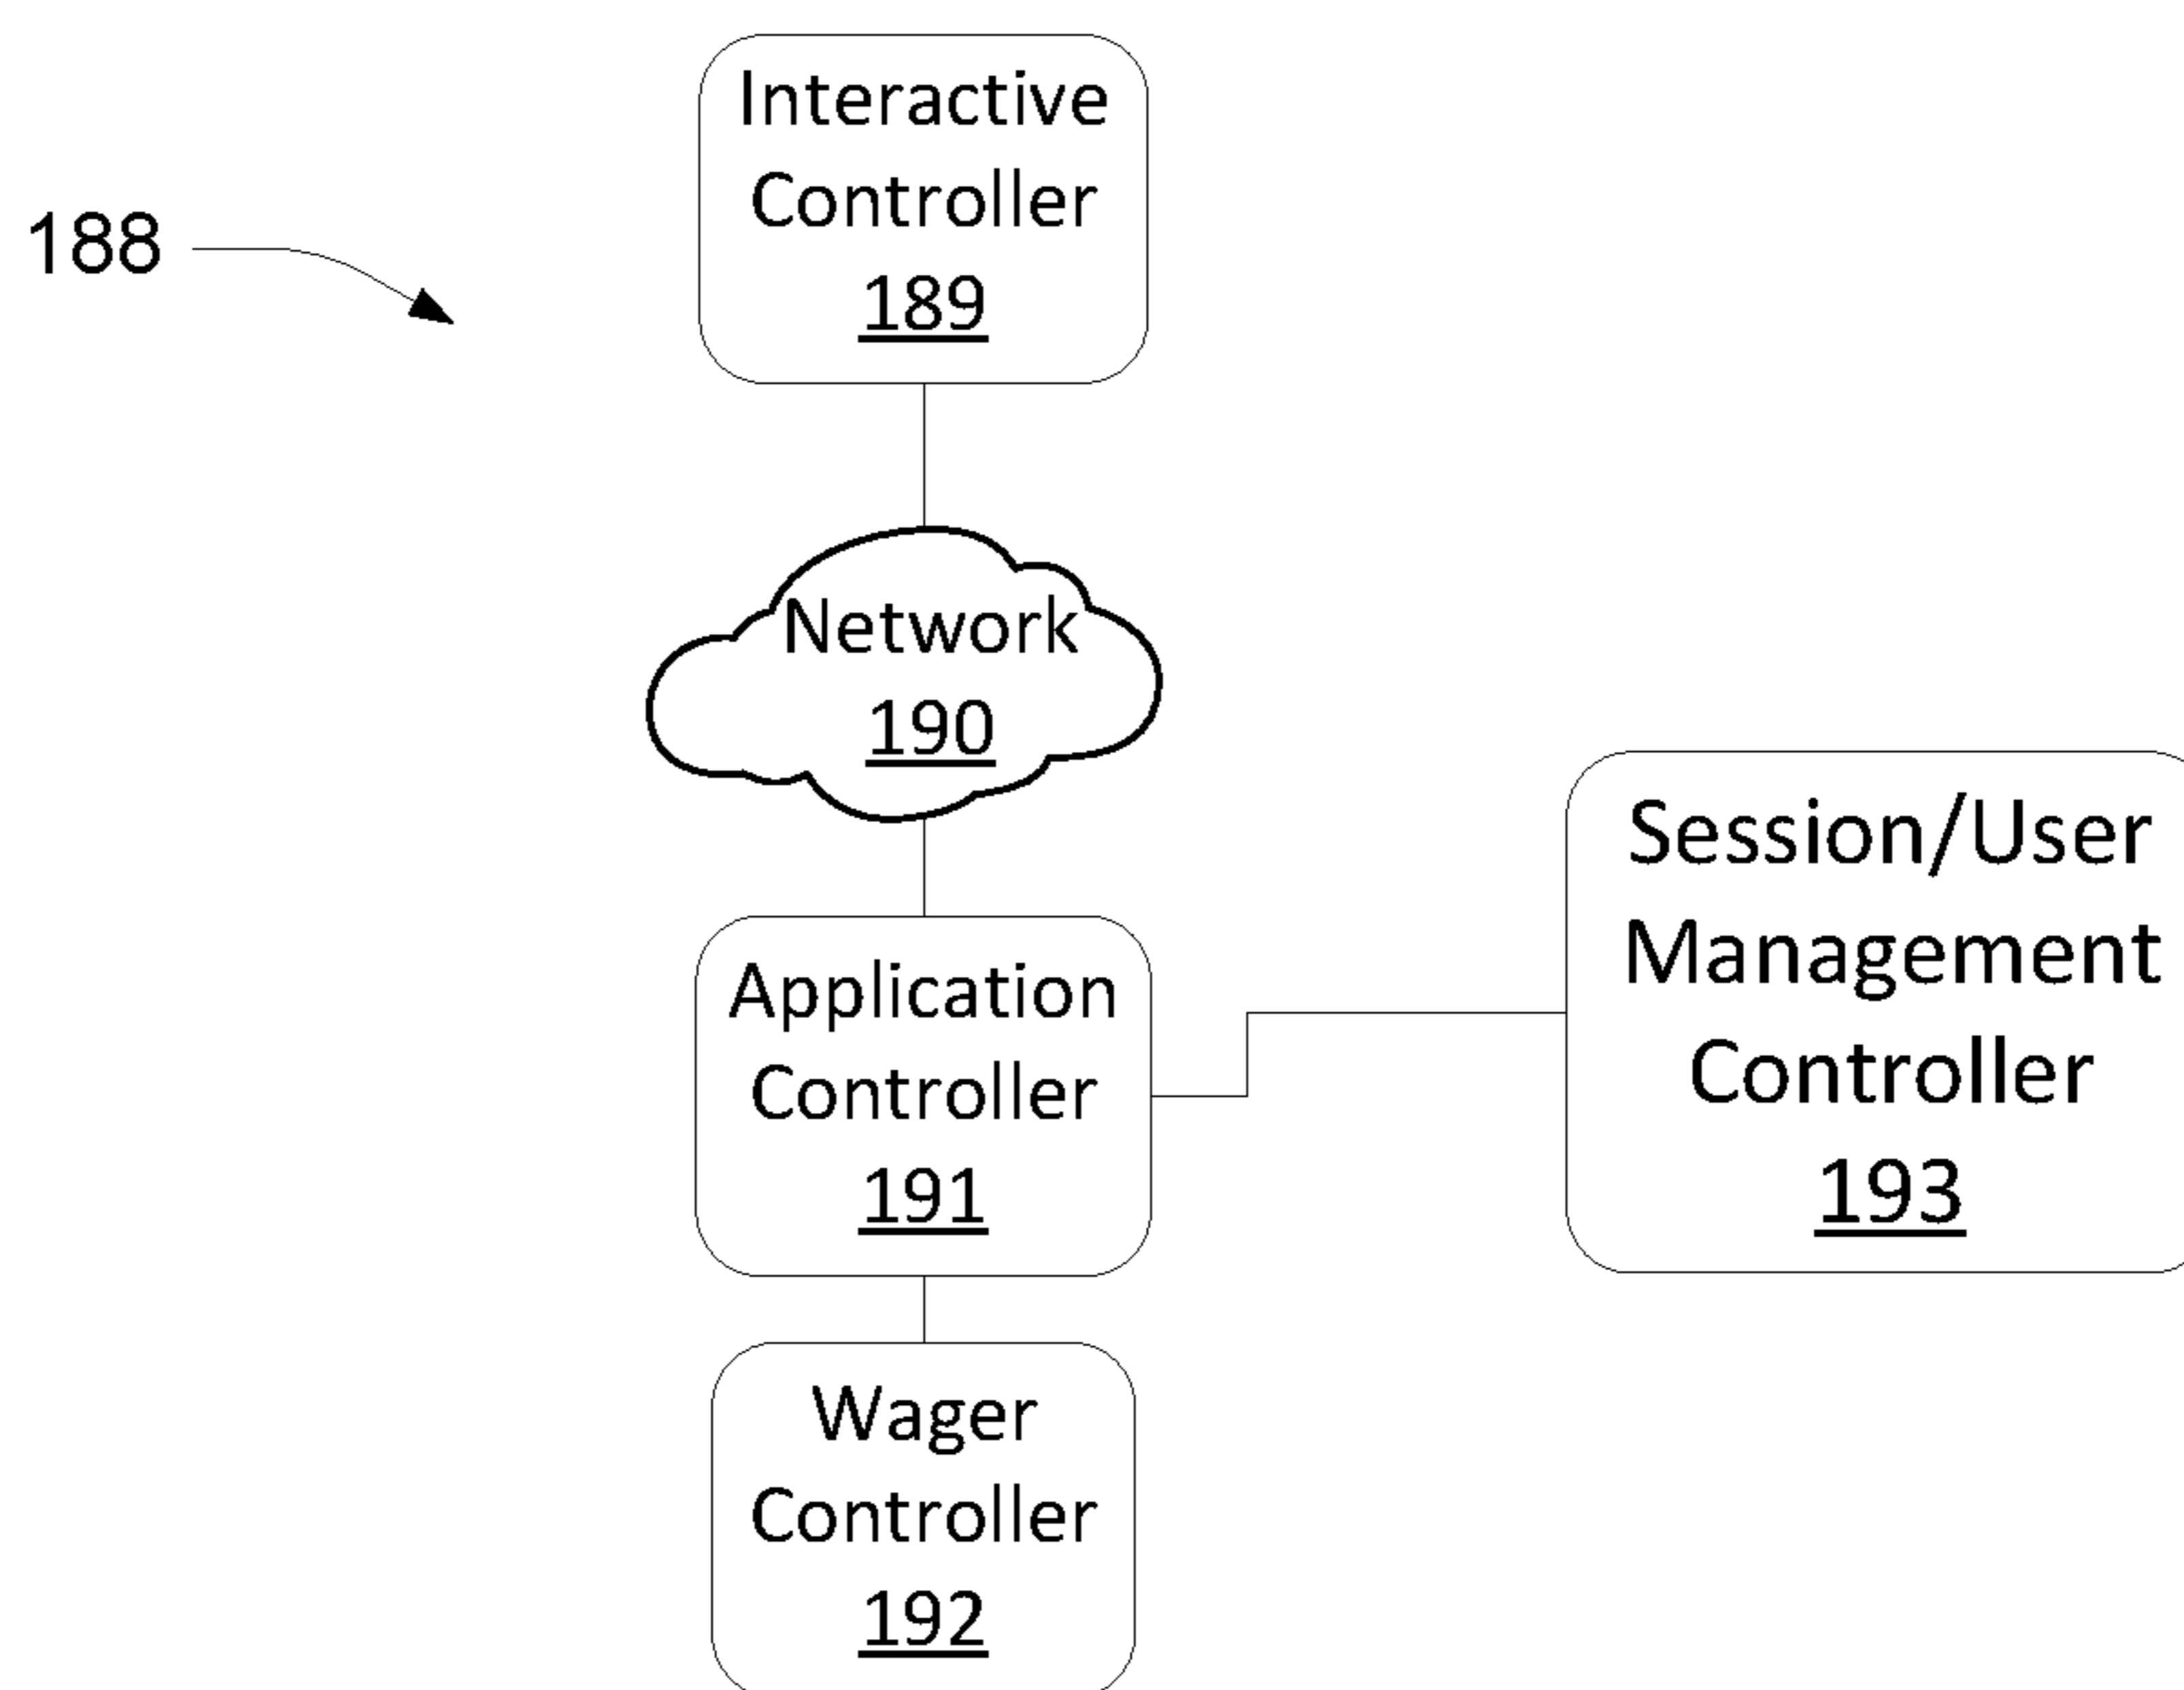 Interactive
Controller
189
188
Network
190
Application
Controller
191
Session/User
Management
Controller
193
Wager
Controller
192